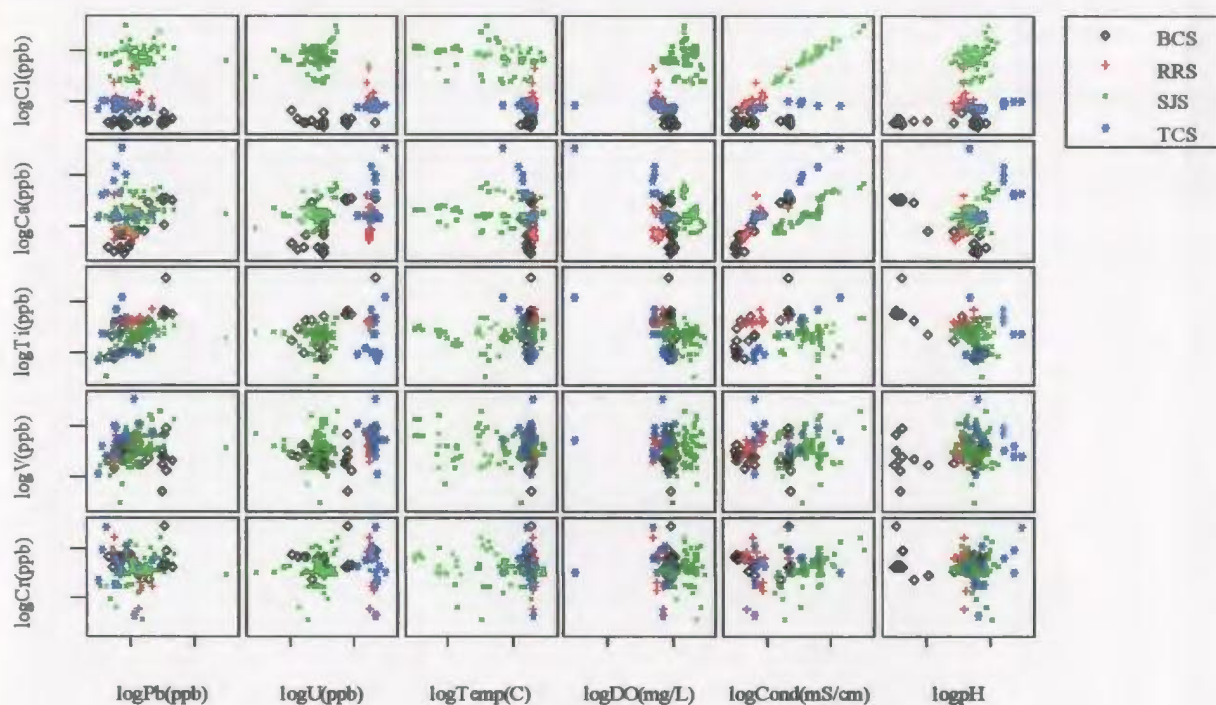 logCl(ppb)
logCa(ppb)
logTi(ppb)
logV(ppb)
logCr(ppb)
logPb(ppb)
logU(ppb)
logTemp(C)
logDO(mg/L)
logCond(mS/cm)
logpH
BCS
RRS
SJS
TCS